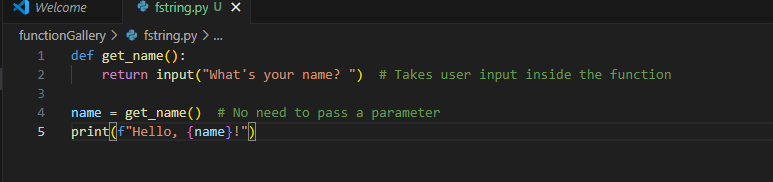 Welcome fstring.py U
functionGallery > fstring.py > ...
1 def get_name():
2     return input("What's your name? ")  # Takes user input inside the function
3
4 name = get_name()  # No need to pass a parameter
5 print(f"Hello, {name}!")